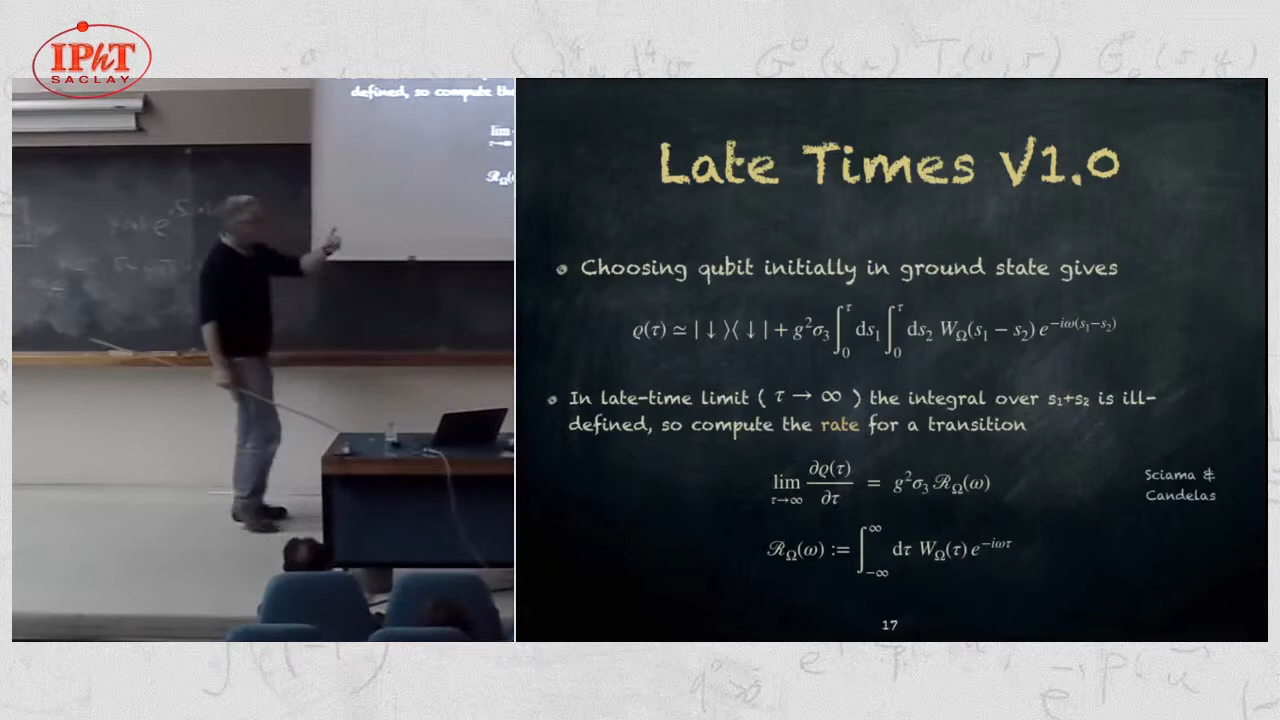 IPhT
SACLAY
defined, so compute the
lim
τ→∞
ℛ_Ω(
Late Times V1.0
Choosing qubit initially in ground state gives
ϱ(τ) ≃ |↓⟩⟨↓| + g²σ₃ ∫₀^τ ds₁ ∫₀^τ ds₂ W_Ω(s₁ − s₂) e^{−iω(s₁−s₂)}
In late-time limit ( τ → ∞ ) the integral over s₁+s₂ is ill-
defined, so compute the rate for a transition
lim_{τ→∞} ∂ϱ(τ)/∂τ = g²σ₃ ℛ_Ω(ω)
Sciama &
Candelas
ℛ_Ω(ω) := ∫_{−∞}^{∞} dτ W_Ω(τ) e^{−iωτ}
17